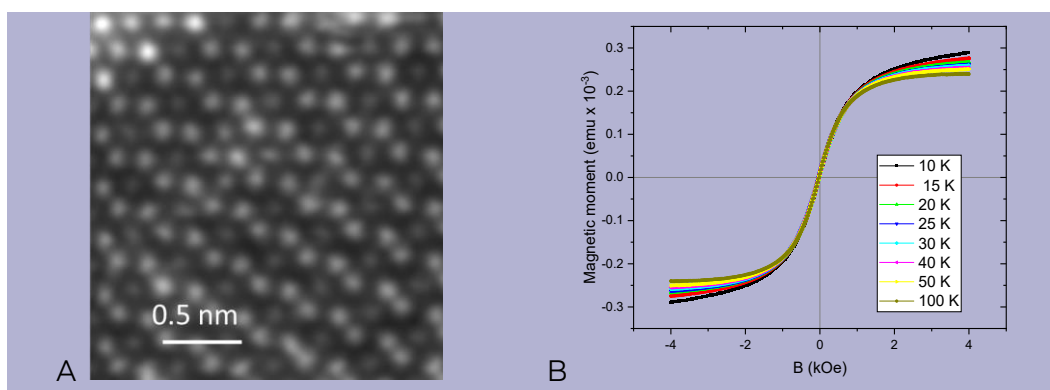 0.5 nm
A
Magnetic moment (emu x 10⁻³)
0.3
0.2
0.1
0.0
-0.1
-0.2
-0.3
-4 -2 0 2 4
B (kOe)
10 K
15 K
20 K
25 K
30 K
40 K
50 K
100 K
B